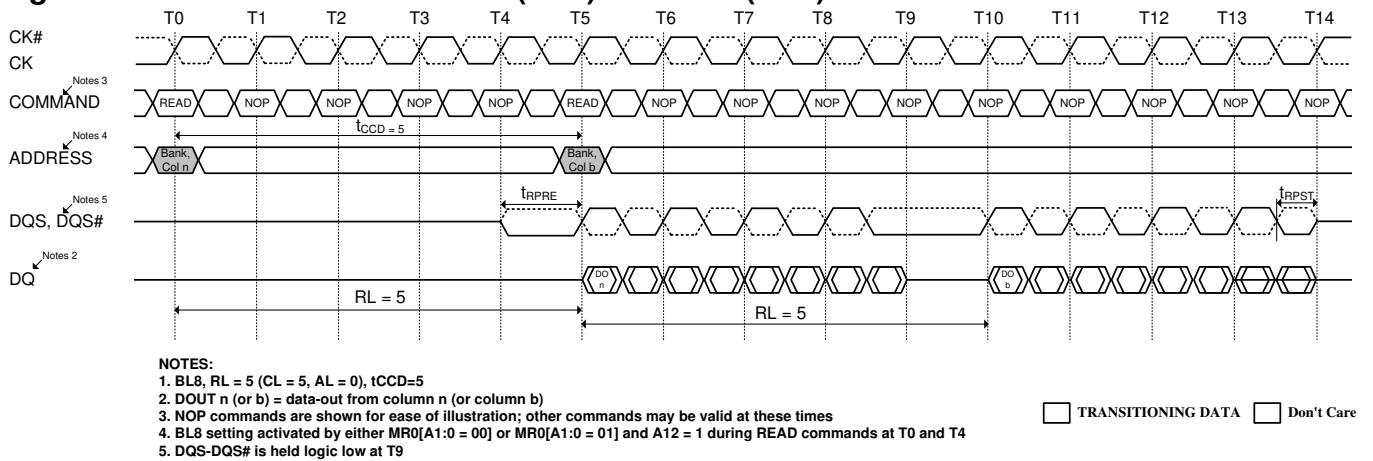 T0 T1 T2 T3 T4 T5 T6 T7 T8 T9 T10 T11 T12 T13 T14
CK#
CK
Notes 3
COMMAND READ NOP NOP NOP NOP READ NOP NOP NOP NOP NOP NOP NOP NOP NOP
tCCD = 5
Notes 4
ADDRESS
Bank, Bank,
Col n Col b
tRPRE
Notes 5
DQS, DQS#
tRPST
Notes 2
DQ
DO DO
n b
RL = 5
RL = 5
NOTES:
1. BL8, RL = 5 (CL = 5, AL = 0), tCCD=5
2. DOUT n (or b) = data-out from column n (or column b)
3. NOP commands are shown for ease of illustration; other commands may be valid at these times
4. BL8 setting activated by either MR0[A1:0 = 00] or MR0[A1:0 = 01] and A12 = 1 during READ commands at T0 and T4
5. DQS-DQS# is held logic low at T9
TRANSITIONING DATA Don't Care